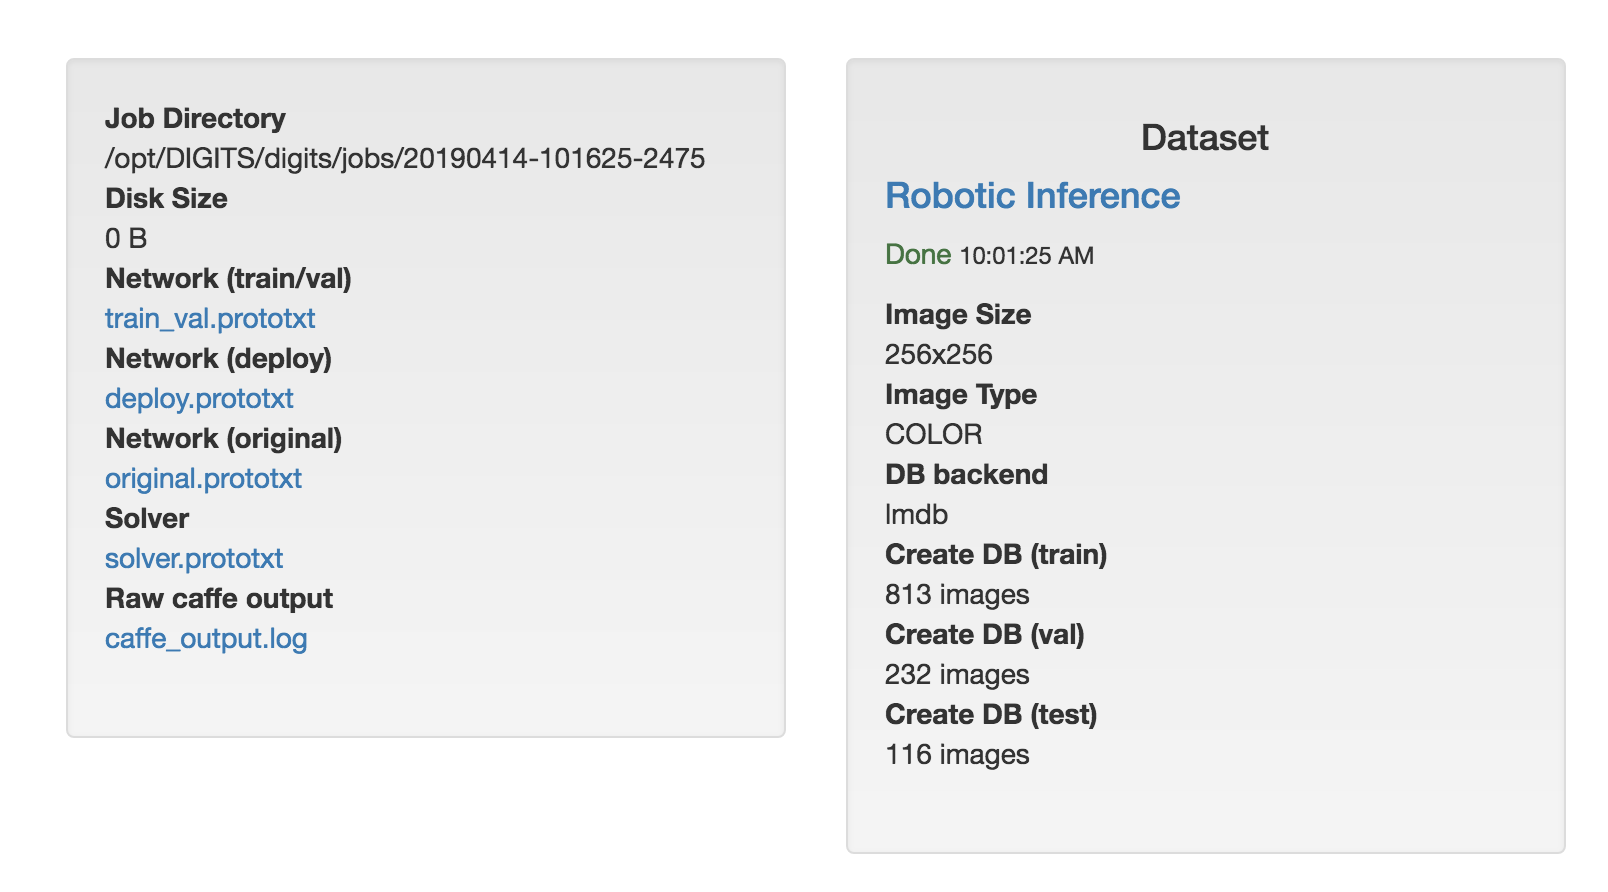 Job Directory
/opt/DIGITS/digits/jobs/20190414-101625-2475
Disk Size
0 B
Network (train/val)
train_val.prototxt
Network (deploy)
deploy.prototxt
Network (original)
original.prototxt
Solver
solver.prototxt
Raw caffe output
caffe_output.log
Dataset
Robotic Inference
Done 10:01:25 AM
Image Size
256x256
Image Type
COLOR
DB backend
lmdb
Create DB (train)
813 images
Create DB (val)
232 images
Create DB (test)
116 images